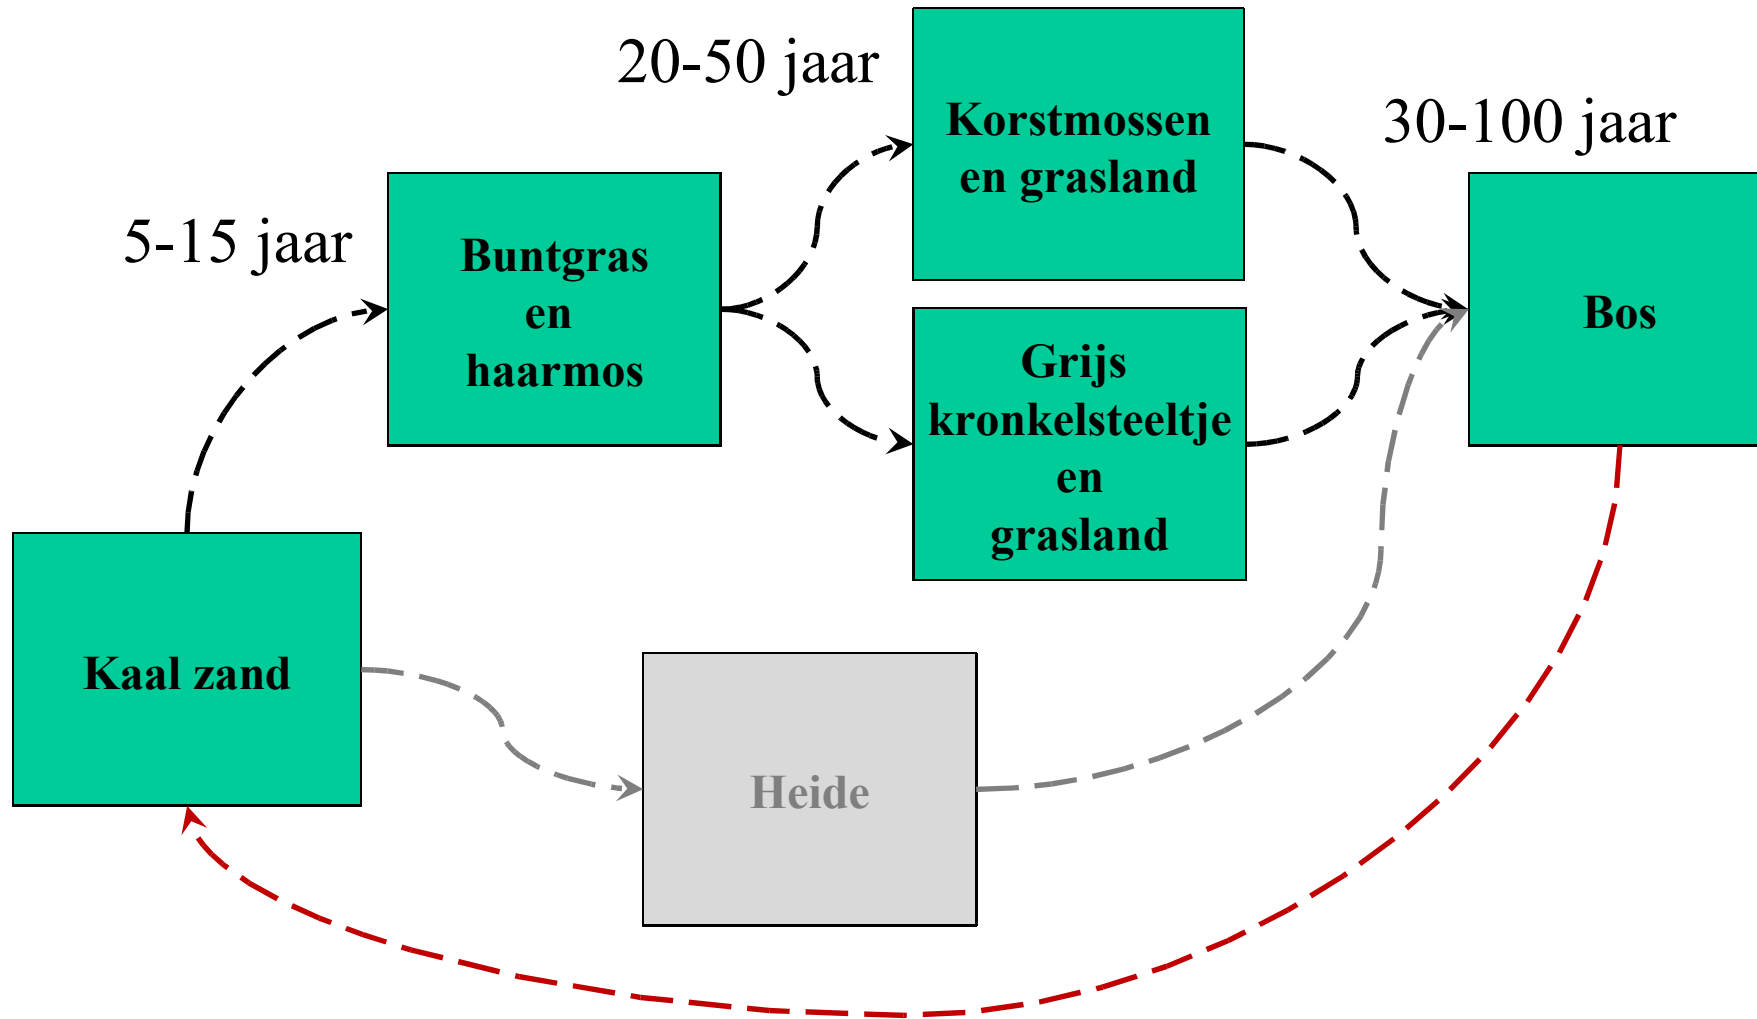 20-50 jaar
Korstmossen
en grasland
30-100 jaar
5-15 jaar
Buntgras
en
haarmos
Bos
Grijs
kronkelsteeltje
en
grasland
Kaal zand
Heide